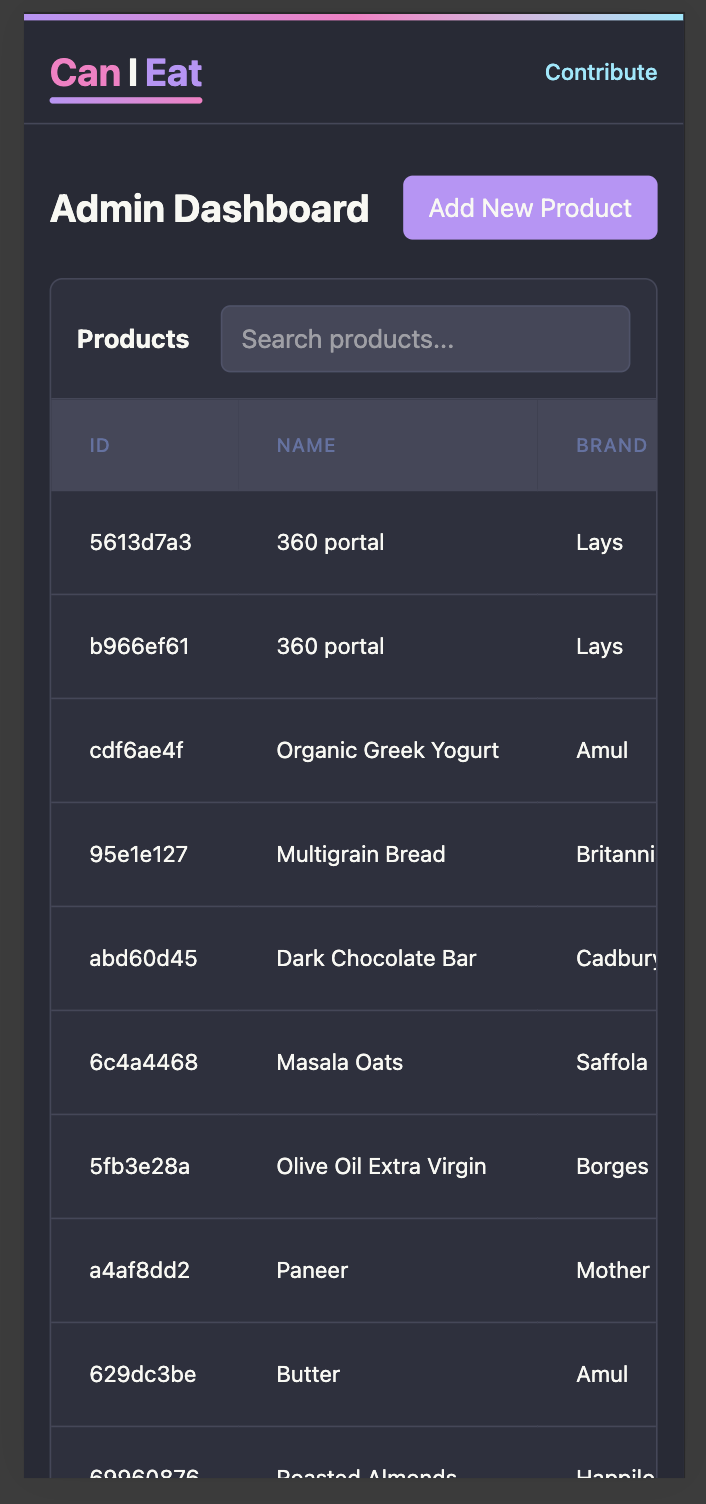 Can I Eat Contribute
Admin Dashboard Add New Product
Products Search products...
ID NAME BRAND
5613d7a3 360 portal Lays
b966ef61 360 portal Lays
cdf6ae4f Organic Greek Yogurt Amul
95e1e127 Multigrain Bread Britanni
abd60d45 Dark Chocolate Bar Cadbury
6c4a4468 Masala Oats Saffola
5fb3e28a Olive Oil Extra Virgin Borges
a4af8dd2 Paneer Mother
629dc3be Butter Amul
69960876 Roasted Almonds Happilo